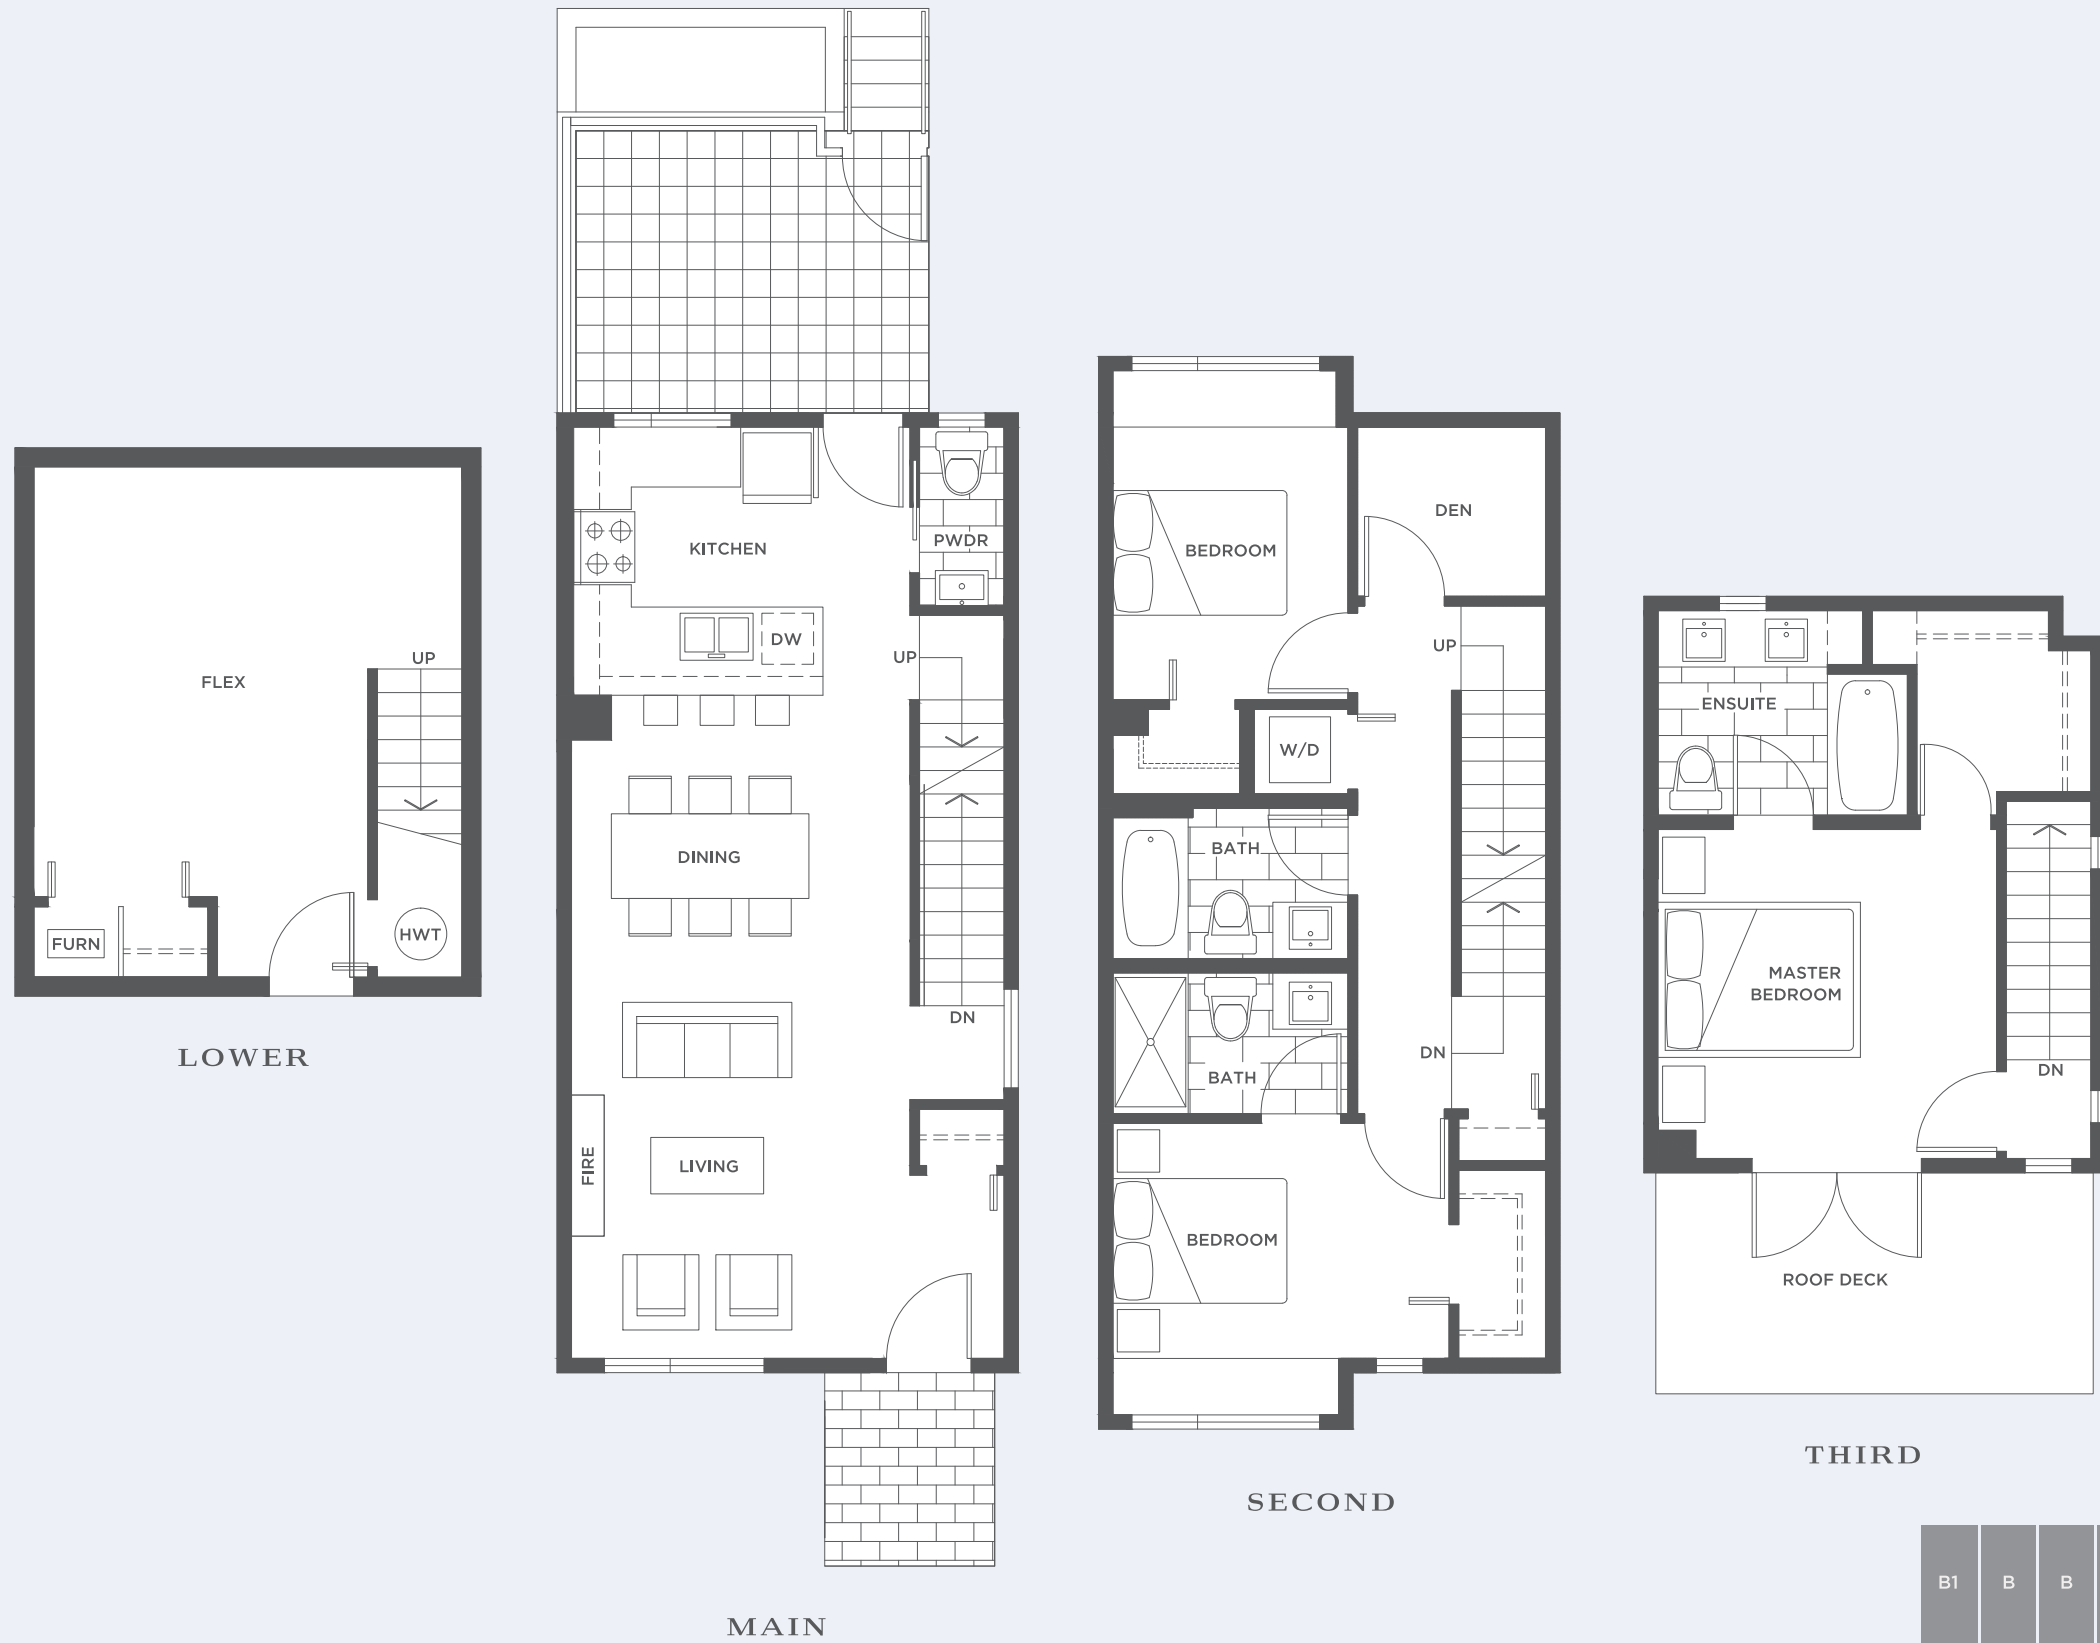 FLEX
UP
FURN
HWT
LOWER
KITCHEN
PWDR
DW
UP
DINING
DN
FIRE
LIVING
MAIN
DEN
BEDROOM
UP
W/D
BATH
BATH
DN
BEDROOM
SECOND
ENSUITE
MASTER
BEDROOM
DN
ROOF DECK
THIRD
B1 B B